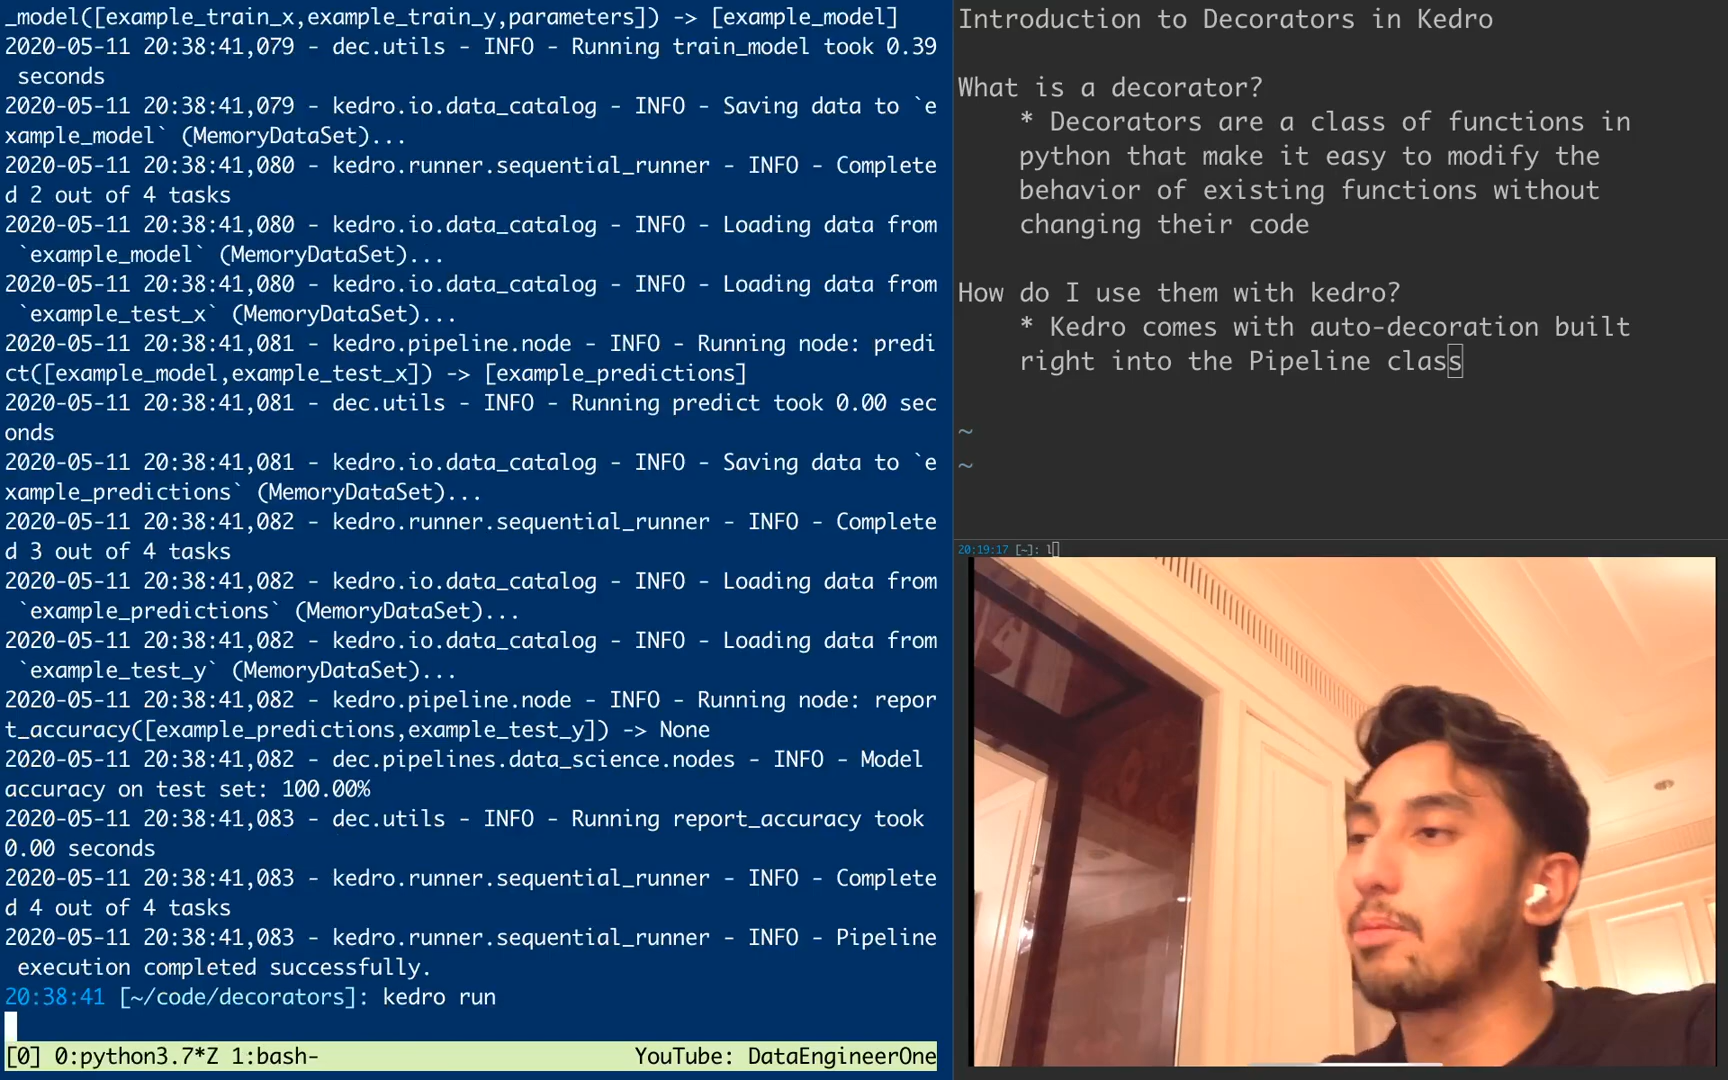 _model([example_train_x,example_train_y,parameters]) -> [example_model]
2020-05-11 20:38:41,079 - dec.utils - INFO - Running train_model took 0.39
 seconds
2020-05-11 20:38:41,079 - kedro.io.data_catalog - INFO - Saving data to `e
xample_model` (MemoryDataSet)...
2020-05-11 20:38:41,080 - kedro.runner.sequential_runner - INFO - Complete
d 2 out of 4 tasks
2020-05-11 20:38:41,080 - kedro.io.data_catalog - INFO - Loading data from
 `example_model` (MemoryDataSet)...
2020-05-11 20:38:41,080 - kedro.io.data_catalog - INFO - Loading data from
 `example_test_x` (MemoryDataSet)...
2020-05-11 20:38:41,081 - kedro.pipeline.node - INFO - Running node: predi
ct([example_model,example_test_x]) -> [example_predictions]
2020-05-11 20:38:41,081 - dec.utils - INFO - Running predict took 0.00 sec
onds
2020-05-11 20:38:41,081 - kedro.io.data_catalog - INFO - Saving data to `e
xample_predictions` (MemoryDataSet)...
2020-05-11 20:38:41,082 - kedro.runner.sequential_runner - INFO - Complete
d 3 out of 4 tasks
2020-05-11 20:38:41,082 - kedro.io.data_catalog - INFO - Loading data from
 `example_predictions` (MemoryDataSet)...
2020-05-11 20:38:41,082 - kedro.io.data_catalog - INFO - Loading data from
 `example_test_y` (MemoryDataSet)...
2020-05-11 20:38:41,082 - kedro.pipeline.node - INFO - Running node: repor
t_accuracy([example_predictions,example_test_y]) -> None
2020-05-11 20:38:41,082 - dec.pipelines.data_science.nodes - INFO - Model
accuracy on test set: 100.00%
2020-05-11 20:38:41,083 - dec.utils - INFO - Running report_accuracy took
0.00 seconds
2020-05-11 20:38:41,083 - kedro.runner.sequential_runner - INFO - Complete
d 4 out of 4 tasks
2020-05-11 20:38:41,083 - kedro.runner.sequential_runner - INFO - Pipeline
 execution completed successfully.
20:38:41 [~/code/decorators]: kedro run
[0] 0:python3.7*Z 1:bash- YouTube: DataEngineerOne
Introduction to Decorators in Kedro
What is a decorator?
* Decorators are a class of functions in
python that make it easy to modify the
behavior of existing functions without
changing their code
How do I use them with kedro?
* Kedro comes with auto-decoration built
right into the Pipeline class
~
~
20:19:17 [~]: l